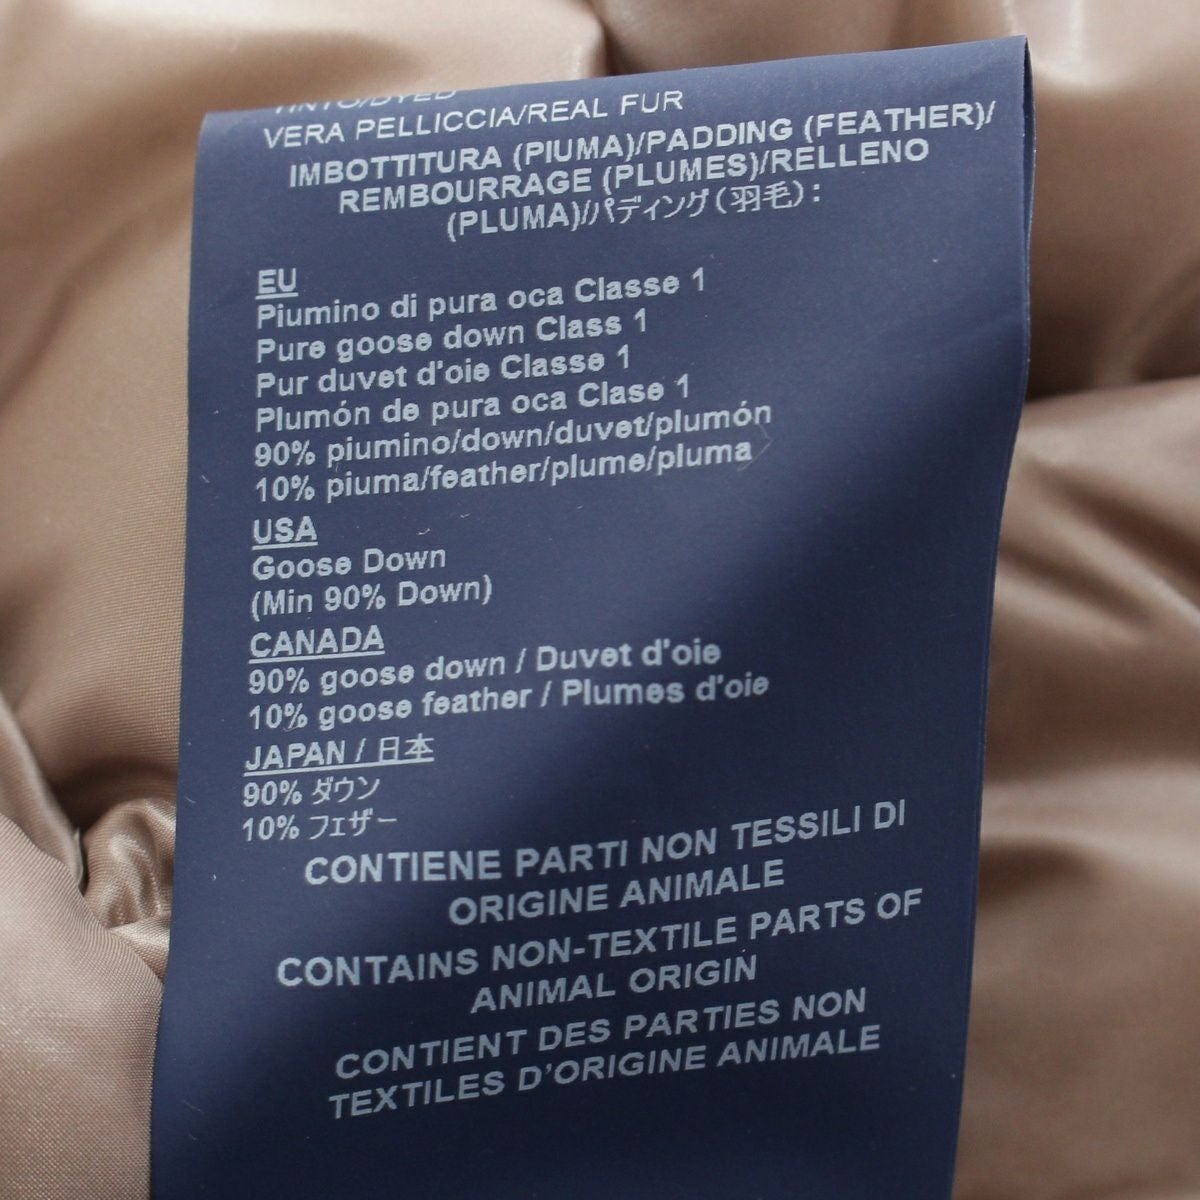 TINTO/DYED
VERA PELLICCIA/REAL FUR
IMBOTTITURA (PIUMA)/PADDING (FEATHER)/
REMBOURRAGE (PLUMES)/RELLENO
(PLUMA)/パディング(羽毛):
EU
Piumino di pura oca Classe 1
Pure goose down Class 1
Pur duvet d'oie Classe 1
Plumón de pura oca Clase 1
90% piumino/down/duvet/plumón
10% piuma/feather/plume/pluma
USA
Goose Down
(Min 90% Down)
CANADA
90% goose down / Duvet d'oie
10% goose feather / Plumes d'oie
JAPAN / 日本
90% ダウン
10% フェザー
CONTIENE PARTI NON TESSILI DI
ORIGINE ANIMALE
CONTAINS NON-TEXTILE PARTS OF
ANIMAL ORIGIN
CONTIENT DES PARTIES NON
TEXTILES D'ORIGINE ANIMALE